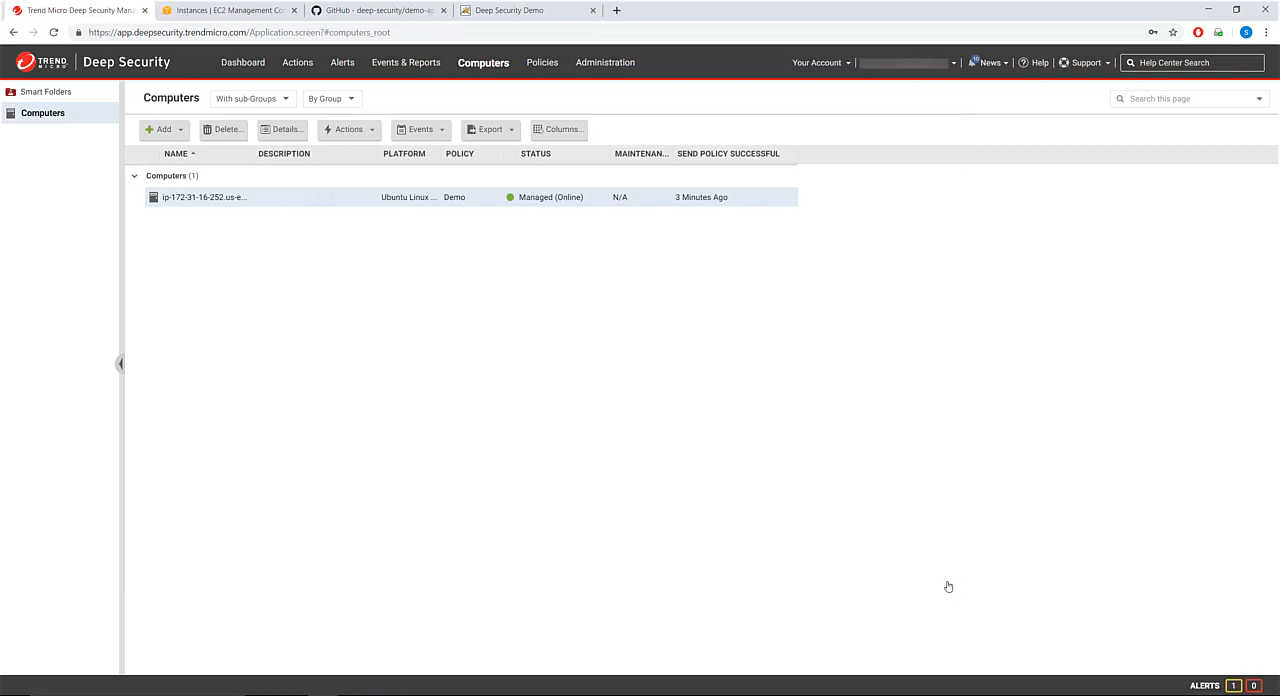 Trend Micro Deep Security Mana
Instances | EC2 Management Co
GitHub - deep-security/demo-ap
Deep Security Demo
https://app.deepsecurity.trendmicro.com/Application.screen?#computers_root
S
TREND MICRO
Deep Security
Dashboard
Actions
Alerts
Events & Reports
Computers
Policies
Administration
Your Account
News
Help
Support
Help Center Search
Smart Folders
Computers
Computers
With sub-Groups
By Group
Search this page
Add
Delete...
Details...
Actions
Events
Export
Columns...
NAME
DESCRIPTION
PLATFORM
POLICY
STATUS
MAINTENAN...
SEND POLICY SUCCESSFUL
Computers (1)
ip-172-31-16-252.us-e...
Ubuntu Linux ...
Demo
Managed (Online)
N/A
3 Minutes Ago
ALERTS
1
0